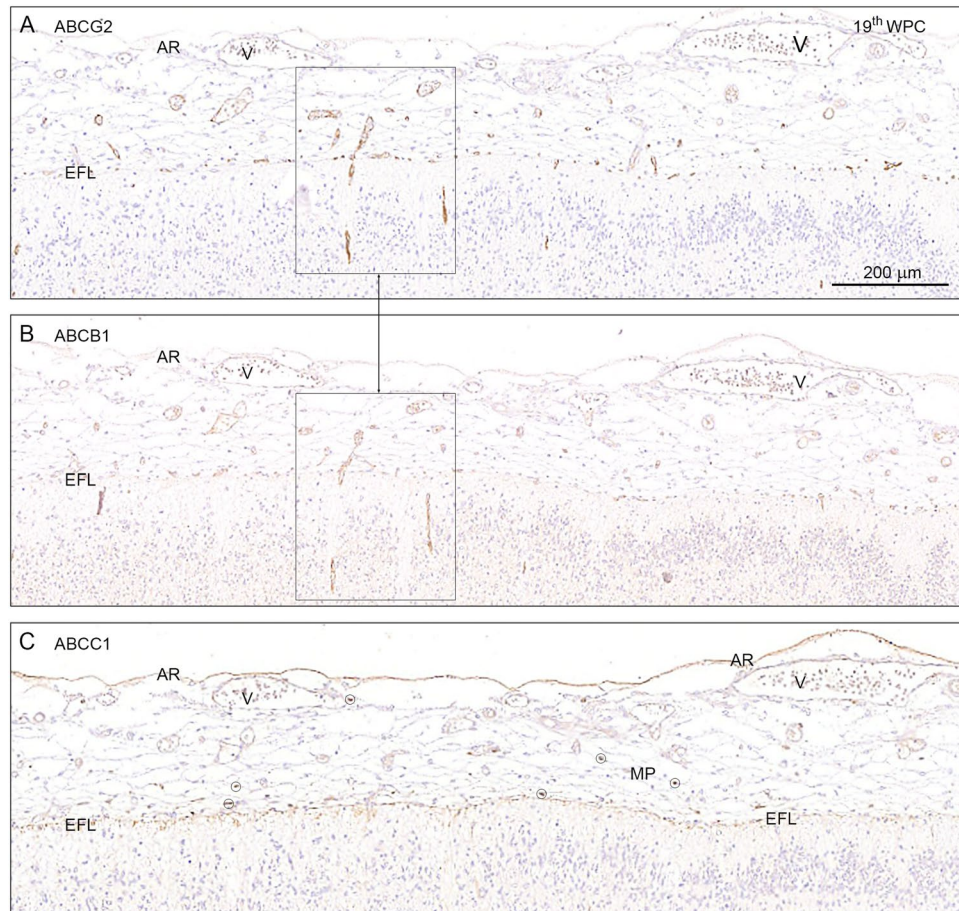 A ABCG2 19th WPC
AR V V
EFL
200 µm
B ABCB1
AR
V V
EFL
C ABCC1
AR AR
V V
MP
EFL EFL